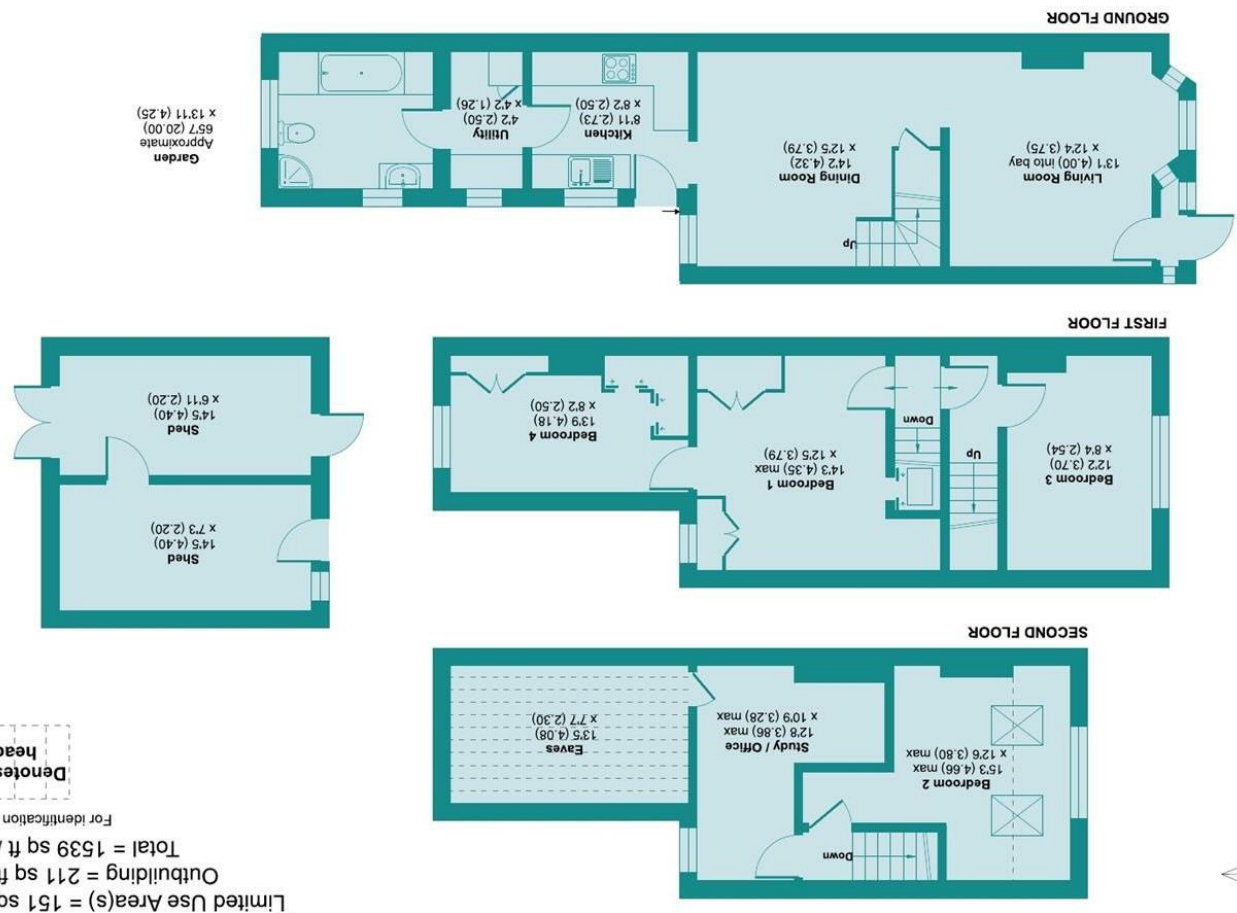 Limited Use Area(s) = 151 sq
Outbuilding = 211 sq ft
Total = 1539 sq ft /
For identification
Denotes
head
Down
Bedroom 2
15'3 (4.66) max
x 12'6 (3.80) max
Study / Office
12'8 (3.86) max
x 10'9 (3.28) max
Eaves
13'5 (4.08)
x 7'7 (2.30)
SECOND FLOOR
Bedroom 3
12'2 (3.70)
x 8'4 (2.54)
Up
Down
Bedroom 1
14'3 (4.35) max
x 12'5 (3.79)
Bedroom 4
13'9 (4.18)
x 8'2 (2.50)
FIRST FLOOR
Shed
14'5 (4.40)
x 7'3 (2.20)
Shed
14'5 (4.40)
x 6'11 (2.20)
Living Room
13'1 (4.00) into bay
x 12'4 (3.75)
Up
Dining Room
14'2 (4.32)
x 12'5 (3.79)
Kitchen
8'11 (2.73)
x 8'2 (2.50)
Utility
4'2 (2.50)
x 4'2 (1.26)
Garden
Approximate
65'7 (20.00)
x 13'11 (4.25)
GROUND FLOOR